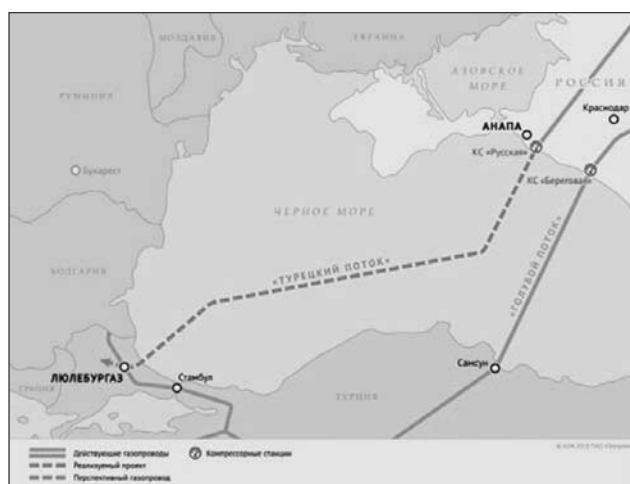 МОЛДАВИЯ
УКРАИНА
АЗОВСКОЕ
МОРЕ
РОССИЯ
РУМЫНИЯ
Краснодар
АНАПА
КС «Русская»
Бухарест
КС «Береговая»
ЧЕРНОЕ МОРЕ
«ТУРЕЦКИЙ ПОТОК»
«ГОЛУБОЙ ПОТОК»
БОЛГАРИЯ
ЛЮЛЕБУРГАЗ
Стамбул
Самсун
ГРЕЦИЯ
ТУРЦИЯ
Действующие газопроводы
Компрессорные станции
Реализуемый проект
Перспективный газопровод